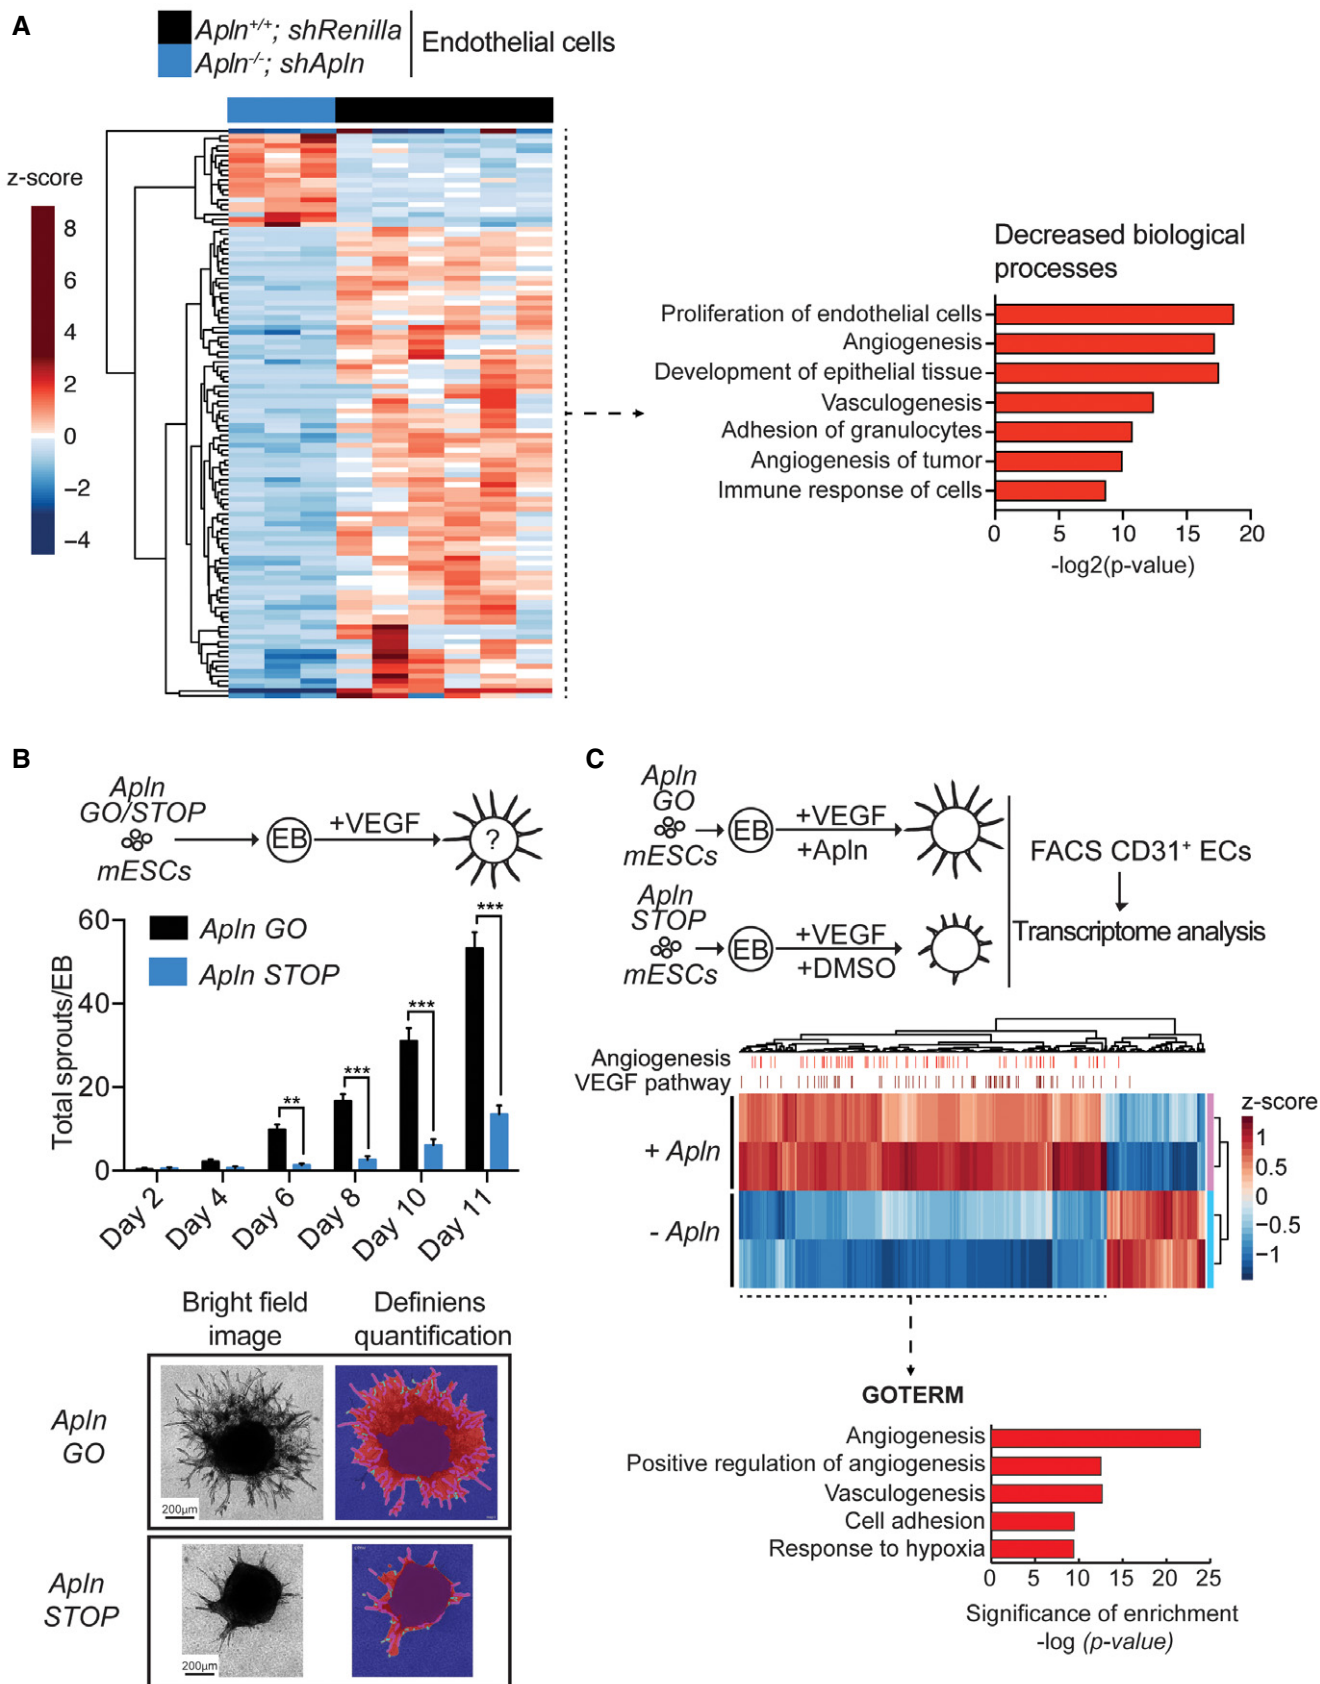 A
Apln+/+; shRenilla
Apln-/-; shApln
Endothelial cells
z-score
8
6
4
2
0
−2
−4
Decreased biological
processes
Proliferation of endothelial cells
Angiogenesis
Development of epithelial tissue
Vasculogenesis
Adhesion of granulocytes
Angiogenesis of tumor
Immune response of cells
0 5 10 15 20
-log2(p-value)
B
Apln
GO/STOP
mESCs
EB
+VEGF
?
Apln GO
Apln STOP
Total sprouts/EB
60
40
20
0
**
***
***
***
Day 2 Day 4 Day 6 Day 8 Day 10 Day 11
Bright field
image
Definiens
quantification
Apln
GO
200µm
Apln
STOP
200µm
C
Apln
GO
mESCs
EB
+VEGF
+Apln
Apln
STOP
mESCs
EB
+VEGF
+DMSO
FACS CD31+ ECs
Transcriptome analysis
Angiogenesis
VEGF pathway
+ Apln
- Apln
z-score
1
0.5
0
−0.5
−1
GOTERM
Angiogenesis
Positive regulation of angiogenesis
Vasculogenesis
Cell adhesion
Response to hypoxia
0 5 10 15 20 25
Significance of enrichment
-log (p-value)